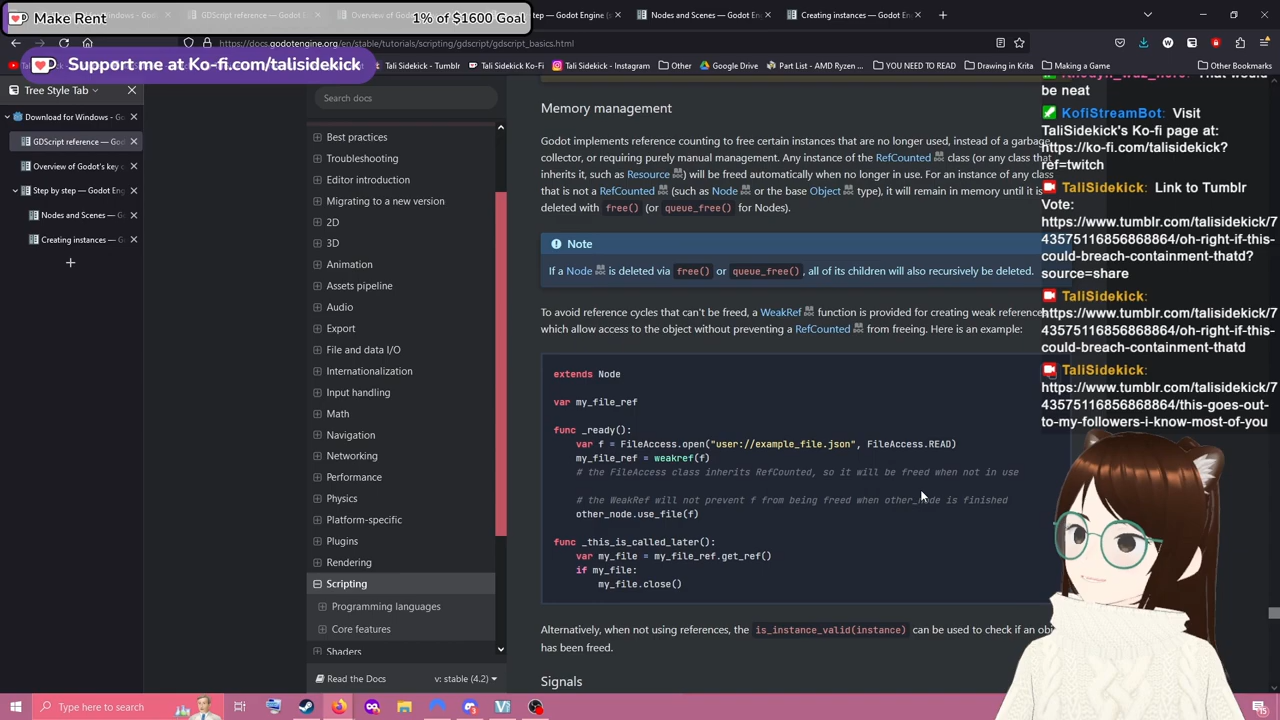 Make Rent
1% of $1600 Goal
Support me at Ko-fi.com/talisidekick
GDScript reference
Overview of Godot's
tep — Godot Engine (e
Nodes and Scenes — Godot En
Creating instances — Godot En
https://docs.godotengine.org/en/stable/tutorials/scripting/gdscript/gdscript_basics.html
Tali Sidekick - Tumblr
Tali Sidekick - Instagram
Other
Google Drive
Part List - AMD Ryzen ...
YOU NEED TO READ
Drawing in Krita
Making a Game
Other Bookmarks
Tree Style Tab
Download for Windows -
GDScript reference — God
Overview of Godot's key c
Step by step — Godot Eng
Nodes and Scenes — G
Creating instances — G
Search docs
Best practices
Troubleshooting
Editor introduction
Migrating to a new version
2D
3D
Animation
Assets pipeline
Audio
Export
File and data I/O
Internationalization
Input handling
Math
Navigation
Networking
Performance
Physics
Platform-specific
Plugins
Rendering
Scripting
Programming languages
Core features
Shaders
Read the Docs
v: stable (4.2)
Memory management
Godot implements reference counting to free certain instances that are no longer used, instead of a garbage
collector, or requiring purely manual management. Any instance of the RefCounted class (or any class that
inherits it, such as Resource) will be freed automatically when no longer in use. For an instance of any class
that is not a RefCounted (such as Node or the base Object type), it will remain in memory until it is
deleted with free() (or queue_free() for Nodes).
Note
If a Node is deleted via free() or queue_free(), all of its children will also recursively be deleted.
To avoid reference cycles that can't be freed, a WeakRef function is provided for creating weak references
which allow access to the object without preventing a RefCounted from freeing. Here is an example:
extends Node
var my_file_ref
func _ready():
var f = FileAccess.open("user://example_file.json", FileAccess.READ)
my_file_ref = weakref(f)
# the FileAccess class inherits RefCounted, so it will be freed when not in use
# the WeakRef will not prevent f from being freed when other_node is finished
other_node.use_file(f)
func _this_is_called_later():
var my_file = my_file_ref.get_ref()
if my_file:
my_file.close()
Alternatively, when not using references, the is_instance_valid(instance) can be used to check if an obj
has been freed.
Signals
That would
be neat
KofiStreamBot: Visit
TaliSidekick's Ko-fi page at:
https://ko-fi.com/talisidekick?
ref=twitch
TaliSidekick: Link to Tumblr
Vote:
https://www.tumblr.com/talisidekick/7
43575116856868864/oh-right-if-this-
could-breach-containment-thatd?
source=share
TaliSidekick:
https://www.tumblr.com/talisidekick/7
43575116856868864/oh-right-if-this-
could-breach-containment-thatd
TaliSidekick:
https://www.tumblr.com/talisidekick/7
43575116856868864/this-goes-out-
to-my-followers-i-know-most-of-you
Type here to search
15